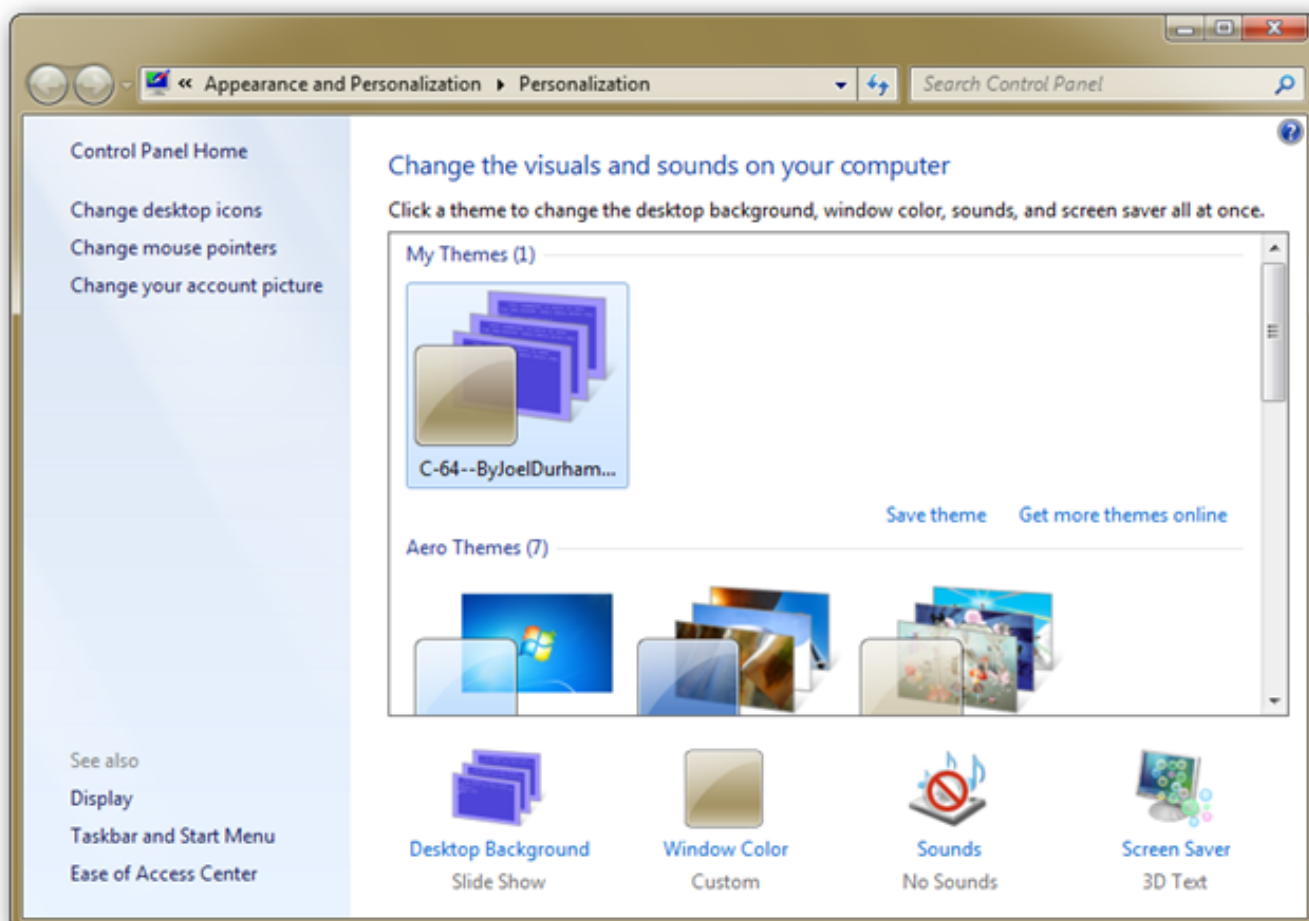 « Appearance and Personalization ▸ Personalization
Search Control Panel
Control Panel Home
Change desktop icons
Change mouse pointers
Change your account picture
See also
Display
Taskbar and Start Menu
Ease of Access Center
Change the visuals and sounds on your computer
Click a theme to change the desktop background, window color, sounds, and screen saver all at once.
My Themes (1)
C-64--ByJoelDurham...
Save theme Get more themes online
Aero Themes (7)
Desktop Background Window Color Sounds Screen Saver
Slide Show Custom No Sounds 3D Text